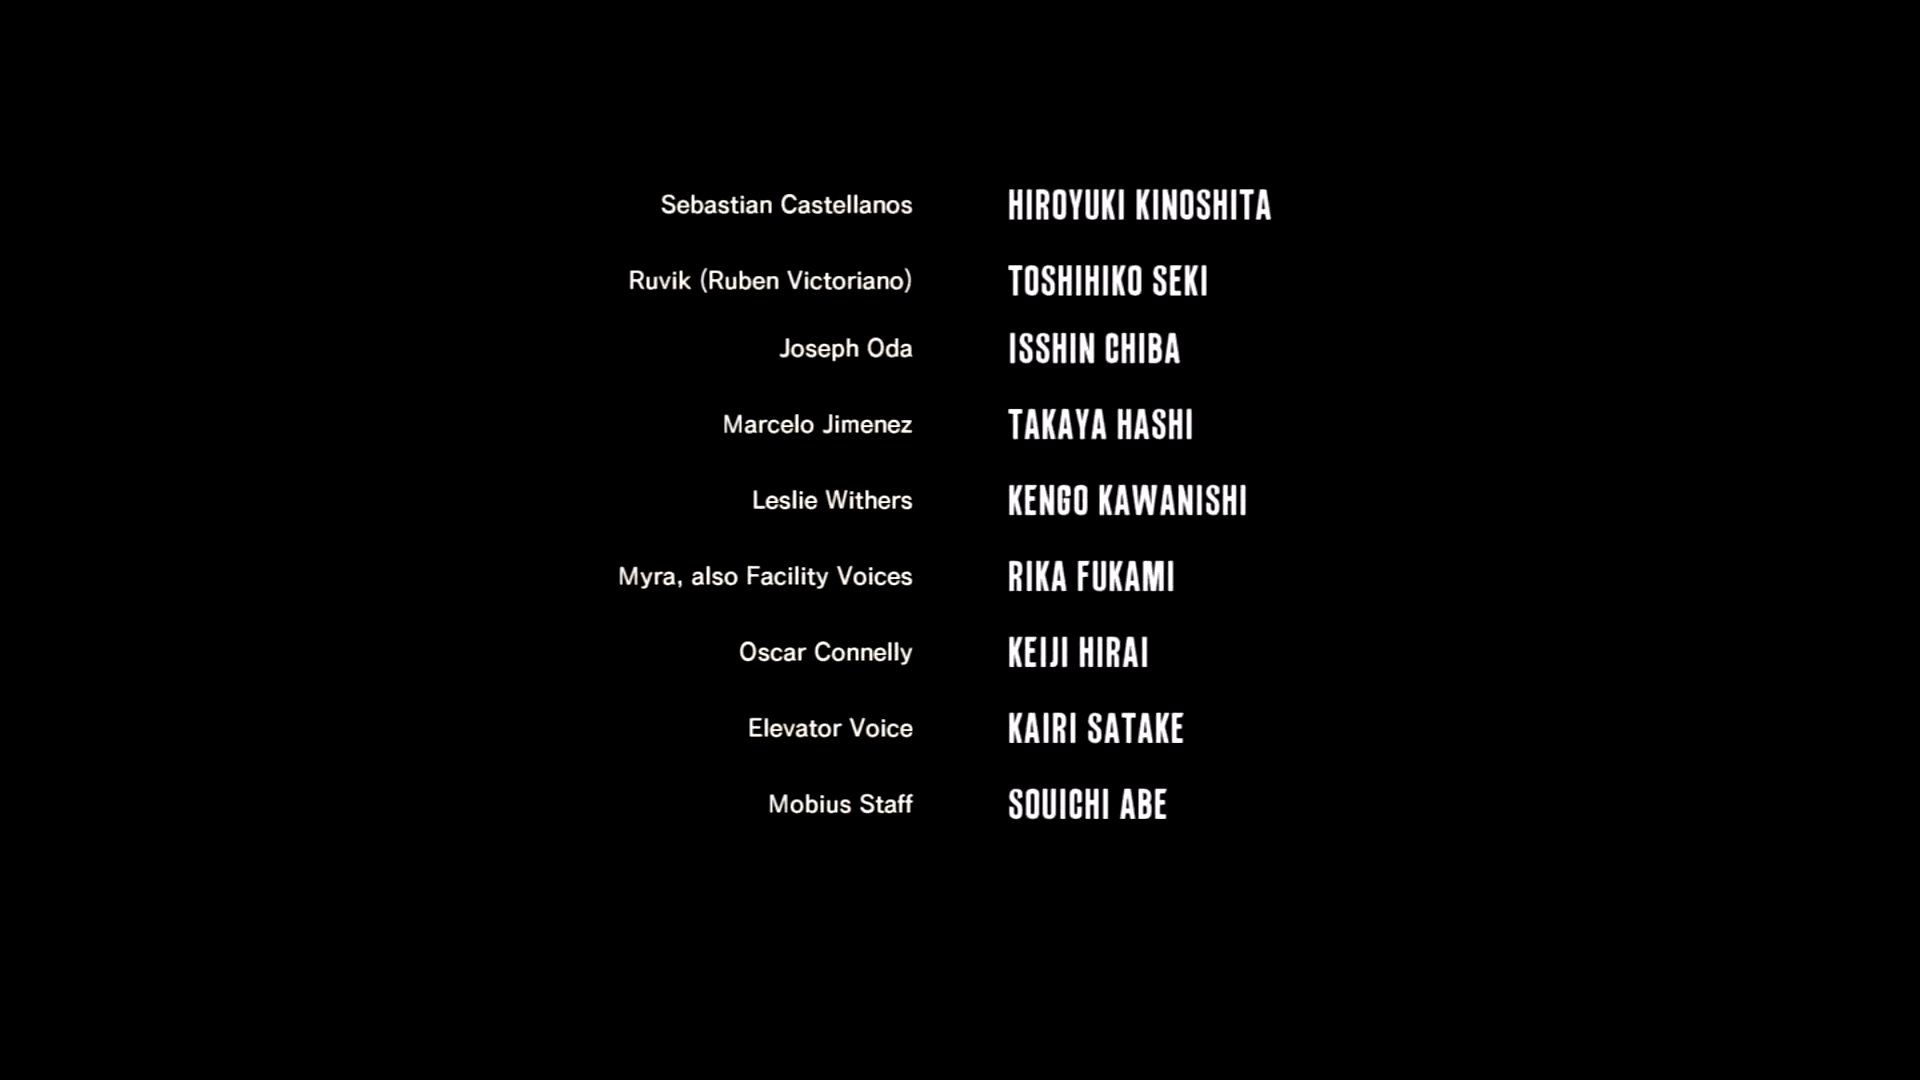 Sebastian Castellanos HIROYUKI KINOSHITA
Ruvik (Ruben Victoriano) TOSHIHIKO SEKI
Joseph Oda ISSHIN CHIBA
Marcelo Jimenez TAKAYA HASHI
Leslie Withers KENGO KAWANISHI
Myra, also Facility Voices RIKA FUKAMI
Oscar Connelly KEIJI HIRAI
Elevator Voice KAIRI SATAKE
Mobius Staff SOUICHI ABE